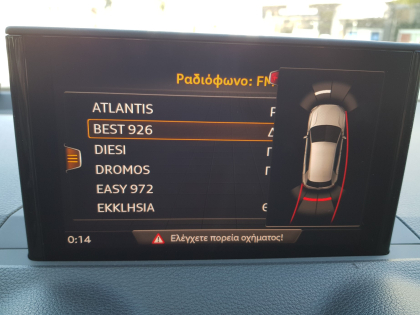 Ραδιόφωνο: FM
ATLANTIS
BEST 926
DIESI
DROMOS
EASY 972
EKKLHSIA
0:14
Ελέγχετε πορεία οχήματος!